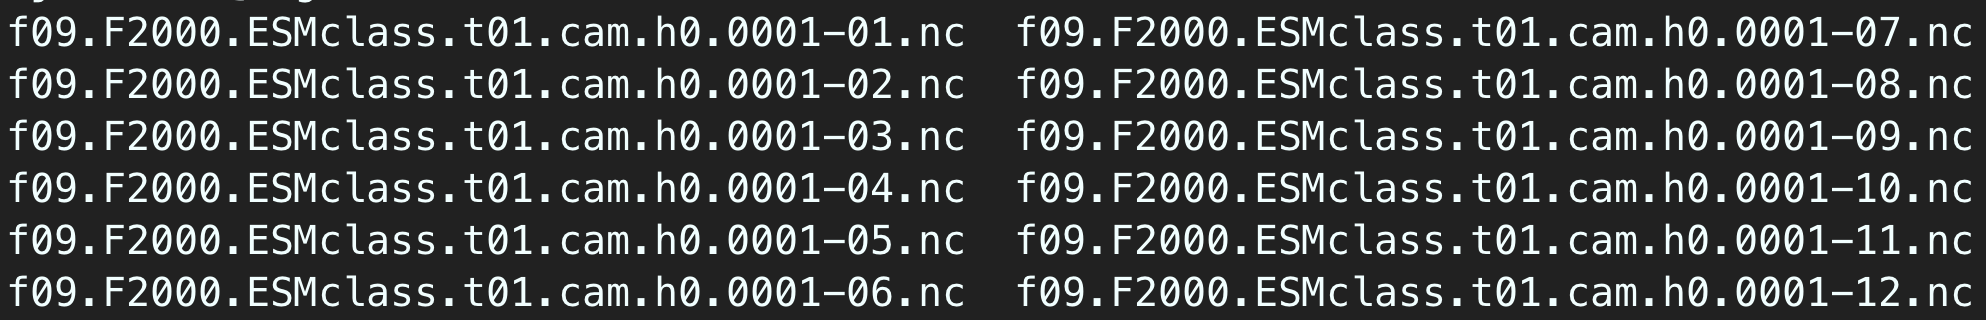 f09.F2000.ESMclass.t01.cam.h0.0001-01.nc  f09.F2000.ESMclass.t01.cam.h0.0001-07.nc
f09.F2000.ESMclass.t01.cam.h0.0001-02.nc  f09.F2000.ESMclass.t01.cam.h0.0001-08.nc
f09.F2000.ESMclass.t01.cam.h0.0001-03.nc  f09.F2000.ESMclass.t01.cam.h0.0001-09.nc
f09.F2000.ESMclass.t01.cam.h0.0001-04.nc  f09.F2000.ESMclass.t01.cam.h0.0001-10.nc
f09.F2000.ESMclass.t01.cam.h0.0001-05.nc  f09.F2000.ESMclass.t01.cam.h0.0001-11.nc
f09.F2000.ESMclass.t01.cam.h0.0001-06.nc  f09.F2000.ESMclass.t01.cam.h0.0001-12.nc